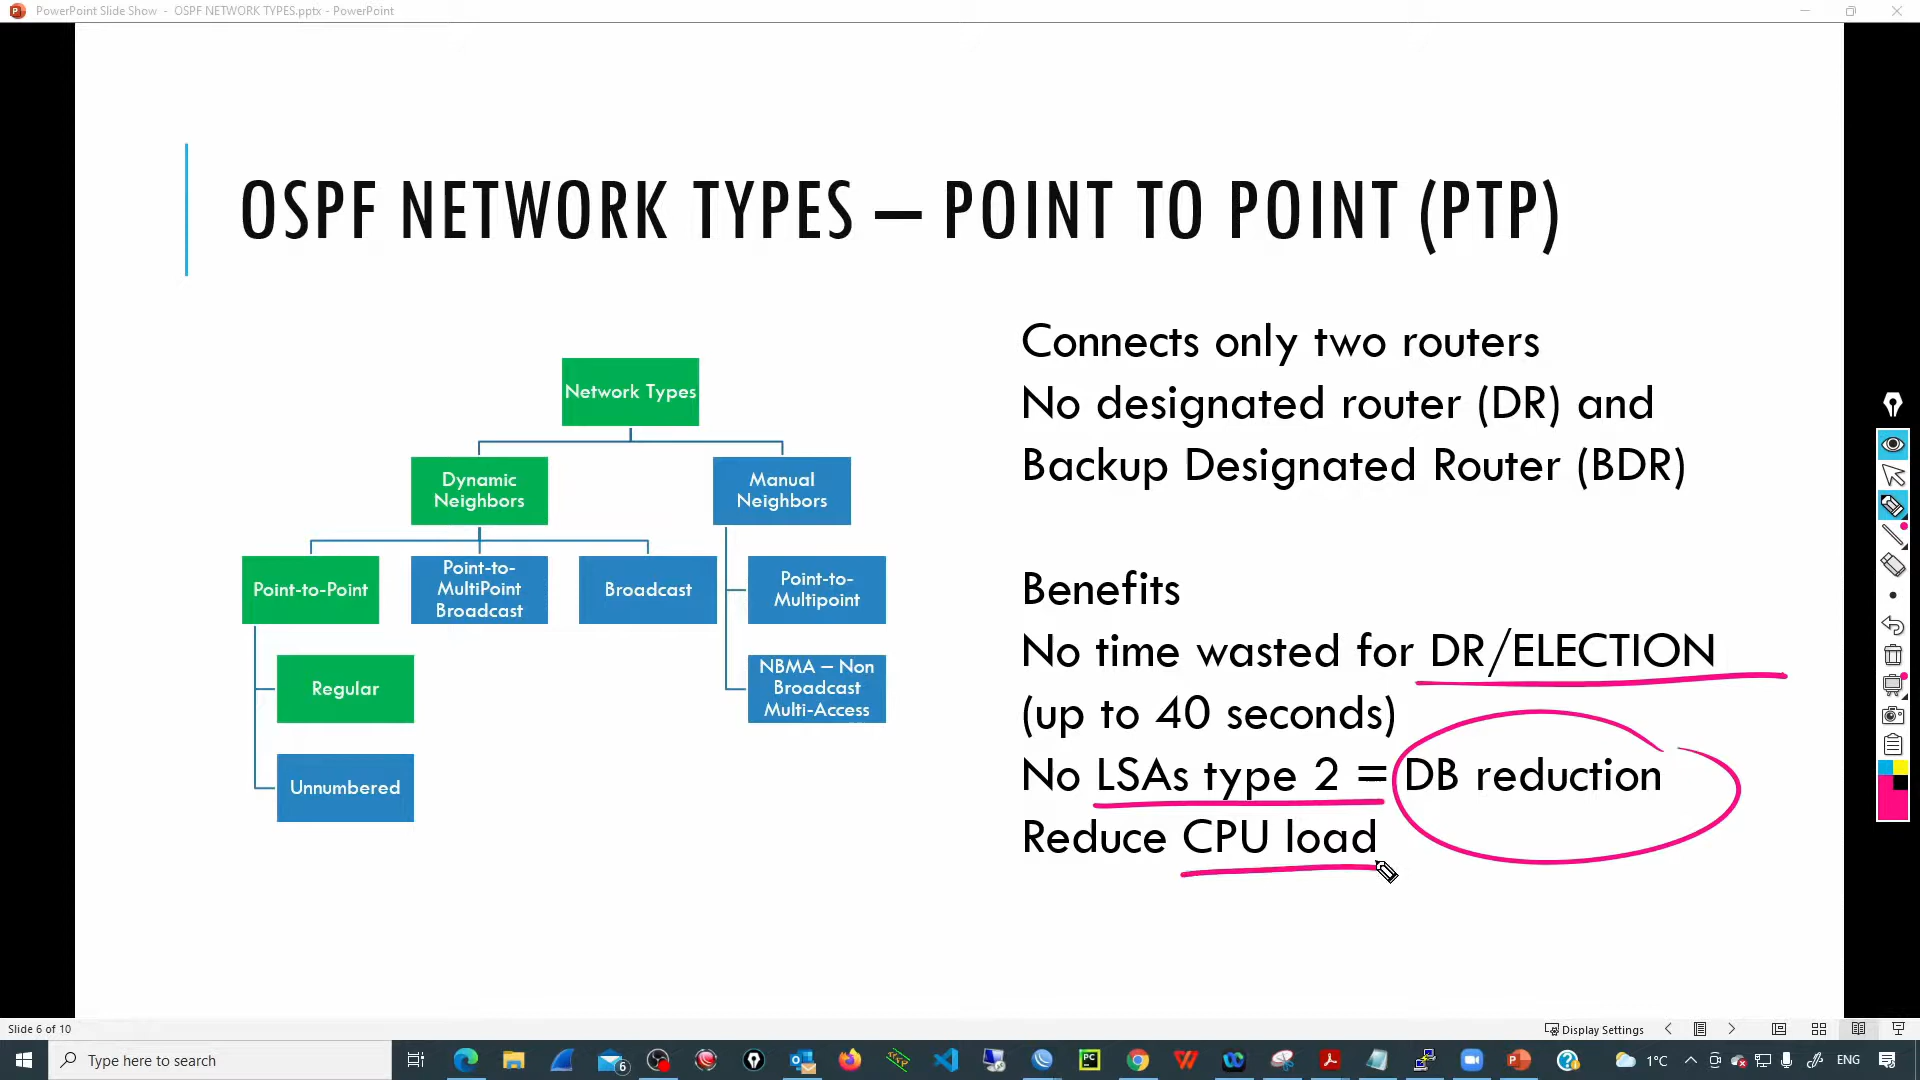 PowerPoint Slide Show - OSPF NETWORK TYPES.pptx - PowerPoint
OSPF NETWORK TYPES – POINT TO POINT (PTP)
Network Types
Dynamic
Neighbors
Manual
Neighbors
Point-to-Point
Point-to-
MultiPoint
Broadcast
Broadcast
Point-to-
Multipoint
Regular
NBMA – Non
Broadcast
Multi-Access
Unnumbered
Connects only two routers
No designated router (DR) and
Backup Designated Router (BDR)
Benefits
No time wasted for DR/ELECTION
(up to 40 seconds)
No LSAs type 2 = DB reduction
Reduce CPU load
Slide 6 of 10
Display Settings
Type here to search
6
PC
1°C
ENG